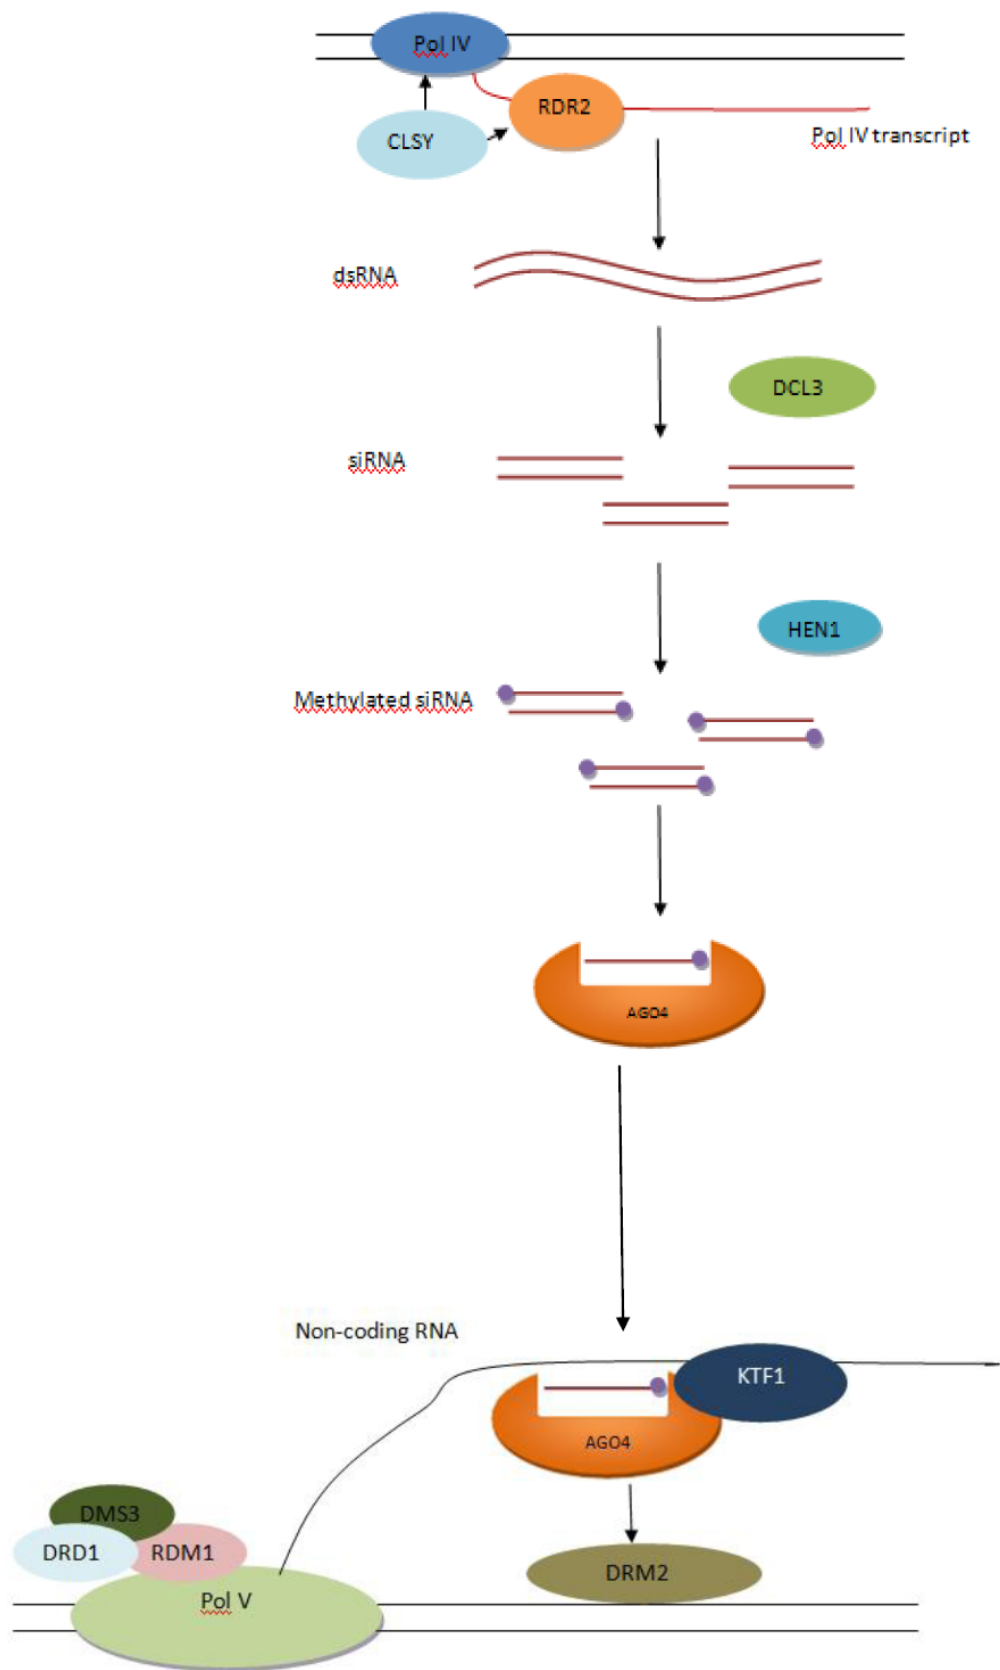 Pol IV
RDR2
CLSY
Pol IV transcript
dsRNA
DCL3
siRNA
HEN1
Methylated siRNA
AGO4
Non-coding RNA
KTF1
AGO4
DMS3
DRD1
RDM1
DRM2
Pol V